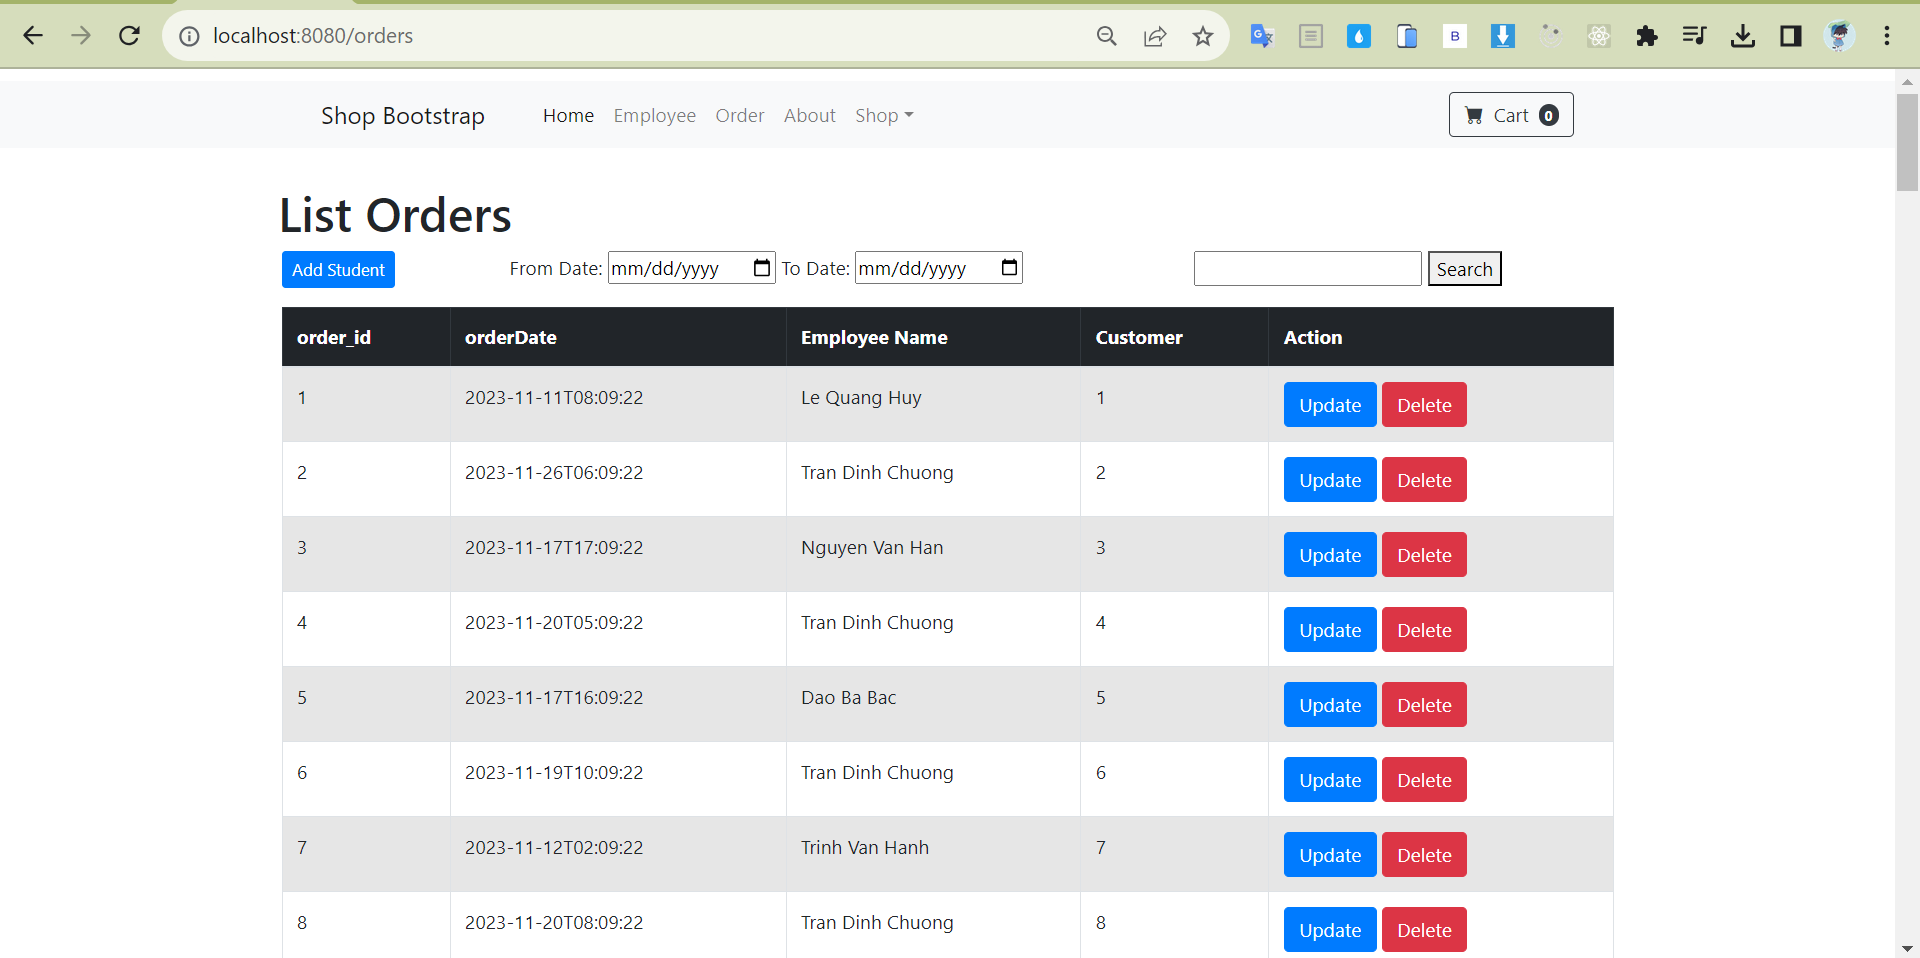 localhost:8080/orders
Shop Bootstrap Home Employee Order About Shop Cart 0
List Orders
Add Student From Date: mm/dd/yyyy To Date: mm/dd/yyyy Search
order_id orderDate Employee Name Customer Action
1 2023-11-11T08:09:22 Le Quang Huy 1 Update Delete
2 2023-11-26T06:09:22 Tran Dinh Chuong 2 Update Delete
3 2023-11-17T17:09:22 Nguyen Van Han 3 Update Delete
4 2023-11-20T05:09:22 Tran Dinh Chuong 4 Update Delete
5 2023-11-17T16:09:22 Dao Ba Bac 5 Update Delete
6 2023-11-19T10:09:22 Tran Dinh Chuong 6 Update Delete
7 2023-11-12T02:09:22 Trinh Van Hanh 7 Update Delete
8 2023-11-20T08:09:22 Tran Dinh Chuong 8 Update Delete